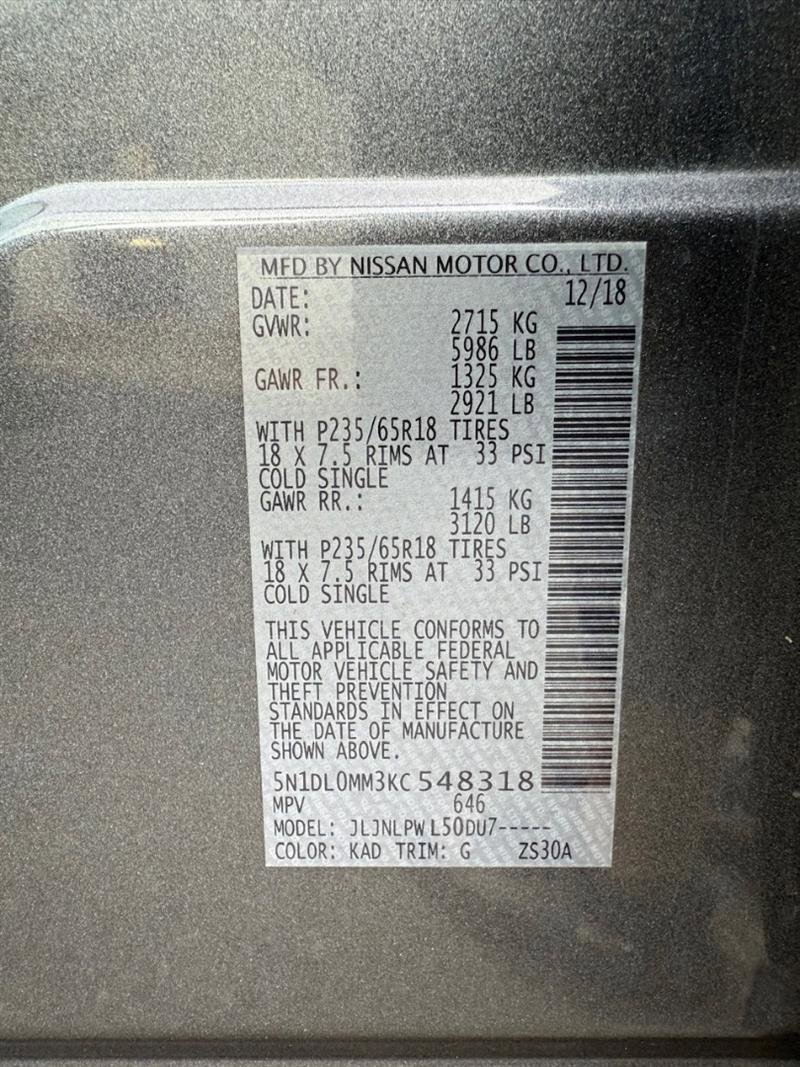 MFD BY NISSAN MOTOR CO., LTD.
DATE: 12/18
GVWR: 2715 KG
5986 LB
GAWR FR.: 1325 KG
2921 LB
WITH P235/65R18 TIRES
18 X 7.5 RIMS AT 33 PSI
COLD SINGLE
GAWR RR.: 1415 KG
3120 LB
WITH P235/65R18 TIRES
18 X 7.5 RIMS AT 33 PSI
COLD SINGLE
THIS VEHICLE CONFORMS TO
ALL APPLICABLE FEDERAL
MOTOR VEHICLE SAFETY AND
THEFT PREVENTION
STANDARDS IN EFFECT ON
THE DATE OF MANUFACTURE
SHOWN ABOVE.
5N1DL0MM3KC548318
MPV 646
MODEL: JLJNLPWL50DU7-----
COLOR: KAD TRIM: G ZS30A